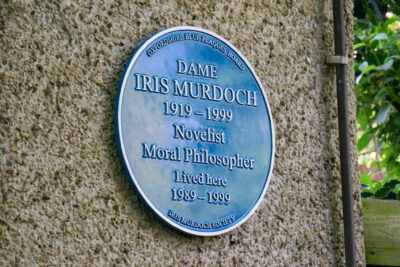 OXFORDSHIRE BLUE PLAQUES BOARD
DAME
IRIS MURDOCH
1919 – 1999
Novelist
Moral Philosopher
Lived here
1989 – 1999
IRIS MURDOCH SOCIETY